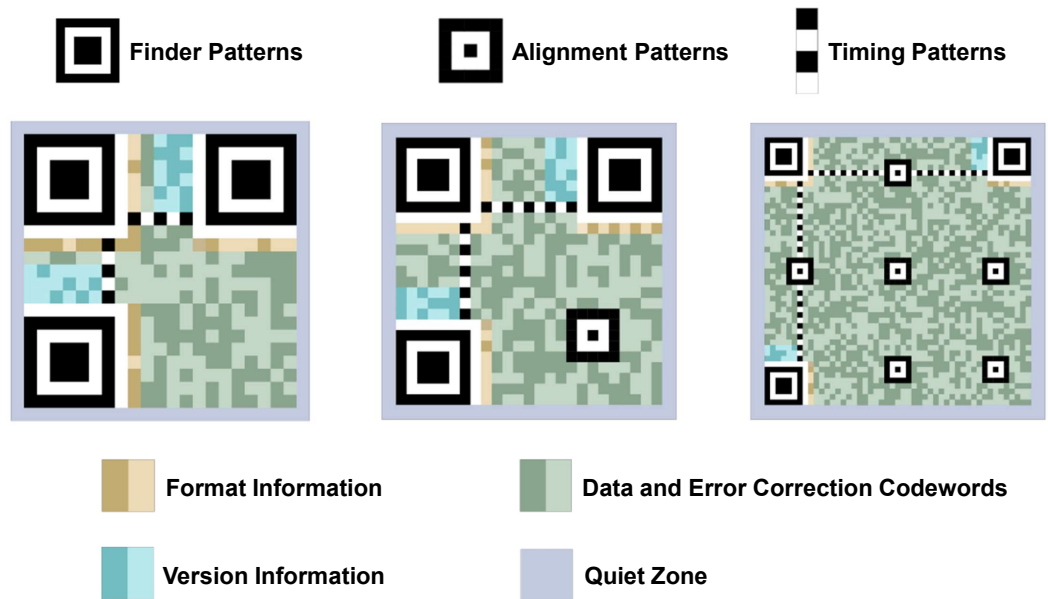 Finder Patterns
Alignment Patterns
Timing Patterns
Format Information
Data and Error Correction Codewords
Version Information
Quiet Zone